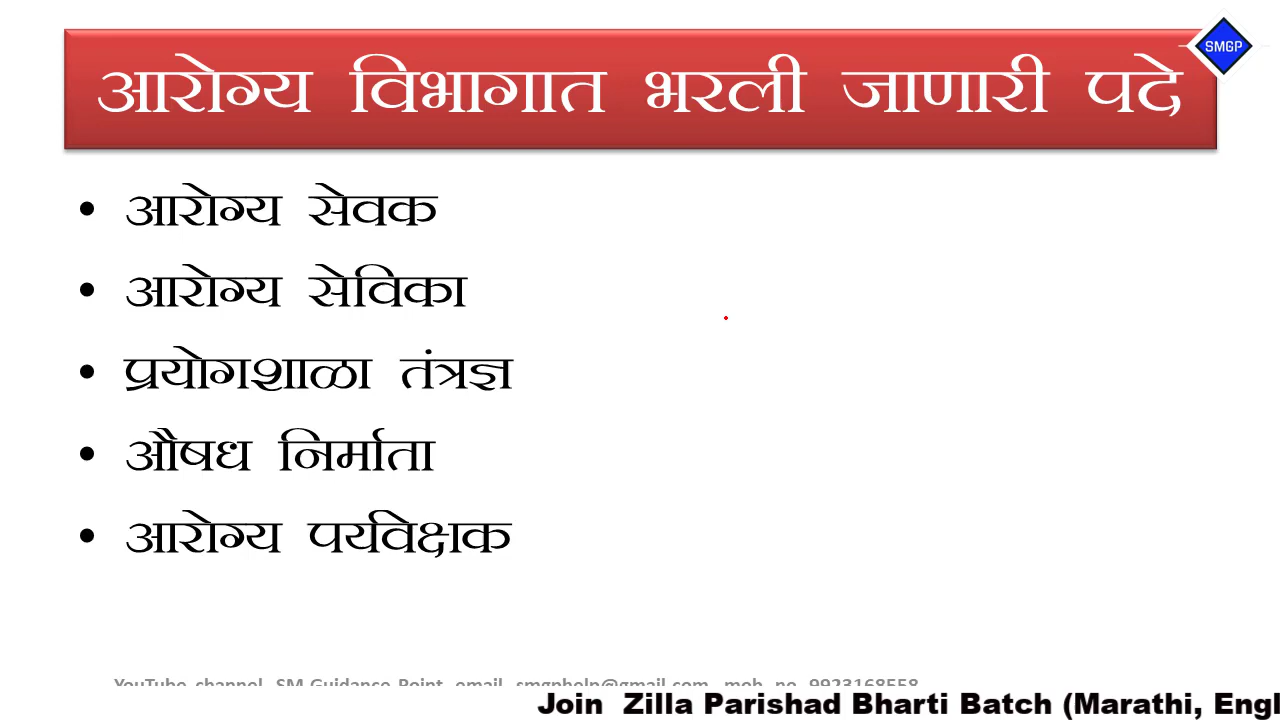 आरोग्य विभागात भरली जाणारी पदे
SMGP
• आरोग्य सेवक
• आरोग्य सेविका
• प्रयोगशाळा तंत्रज्ञ
• औषध निर्माता
• आरोग्य पर्यवेक्षक
YouTube channel SM Guidance Point email smgphelp@gmail.com mob no 9923168558
Join Zilla Parishad Bharti Batch (Marathi, Engl